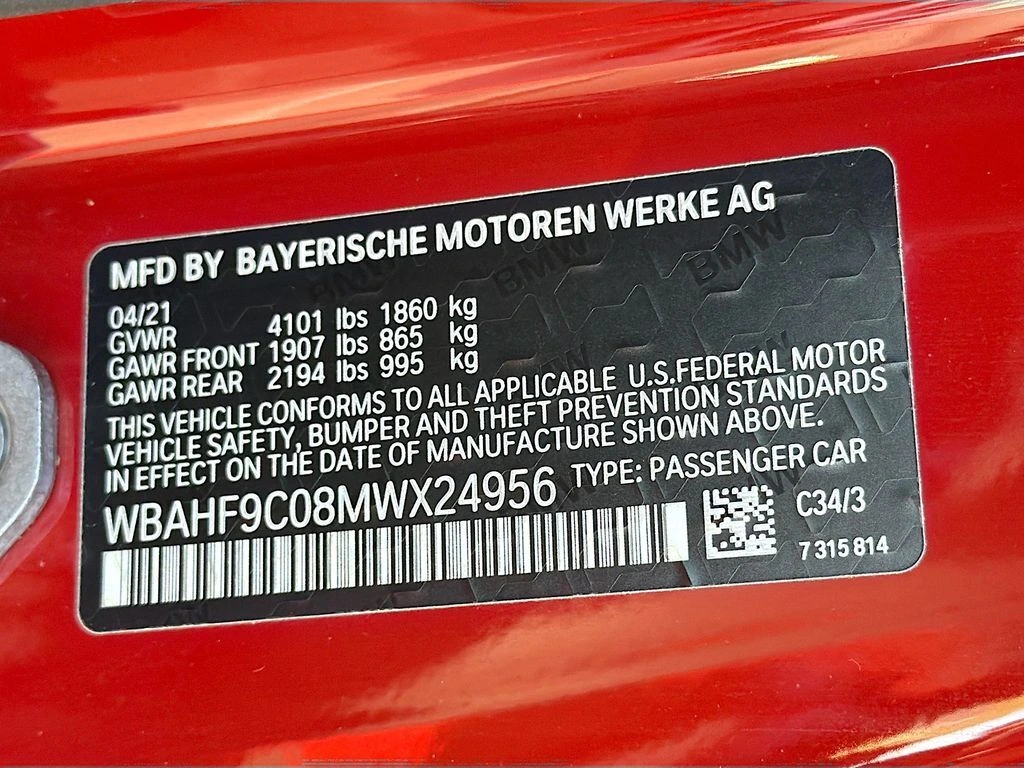 MFD BY BAYERISCHE MOTOREN WERKE AG
04/21
GVWR 4101 lbs 1860 kg
GAWR FRONT 1907 lbs 865 kg
GAWR REAR 2194 lbs 995 kg
THIS VEHICLE CONFORMS TO ALL APPLICABLE U.S.FEDERAL MOTOR
VEHICLE SAFETY, BUMPER AND THEFT PREVENTION STANDARDS
IN EFFECT ON THE DATE OF MANUFACTURE SHOWN ABOVE.
WBAHF9C08MWX24956 TYPE: PASSENGER CAR
C34/3
7 315 814
BMW
BMW
BMW